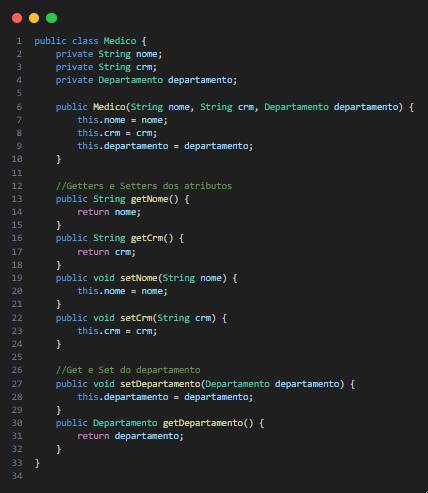 1 public class Medico {
2     private String nome;
3     private String crm;
4     private Departamento departamento;
5
6     public Medico(String nome, String crm, Departamento departamento) {
7         this.nome = nome;
8         this.crm = crm;
9         this.departamento = departamento;
10     }
11
12     //Getters e Setters dos atributos
13     public String getNome() {
14         return nome;
15     }
16     public String getCrm() {
17         return crm;
18     }
19     public void setNome(String nome) {
20         this.nome = nome;
21     }
22     public void setCrm(String crm) {
23         this.crm = crm;
24     }
25
26     //Get e Set do departamento
27     public void setDepartamento(Departamento departamento) {
28         this.departamento = departamento;
29     }
30     public Departamento getDepartamento() {
31         return departamento;
32     }
33 }
34